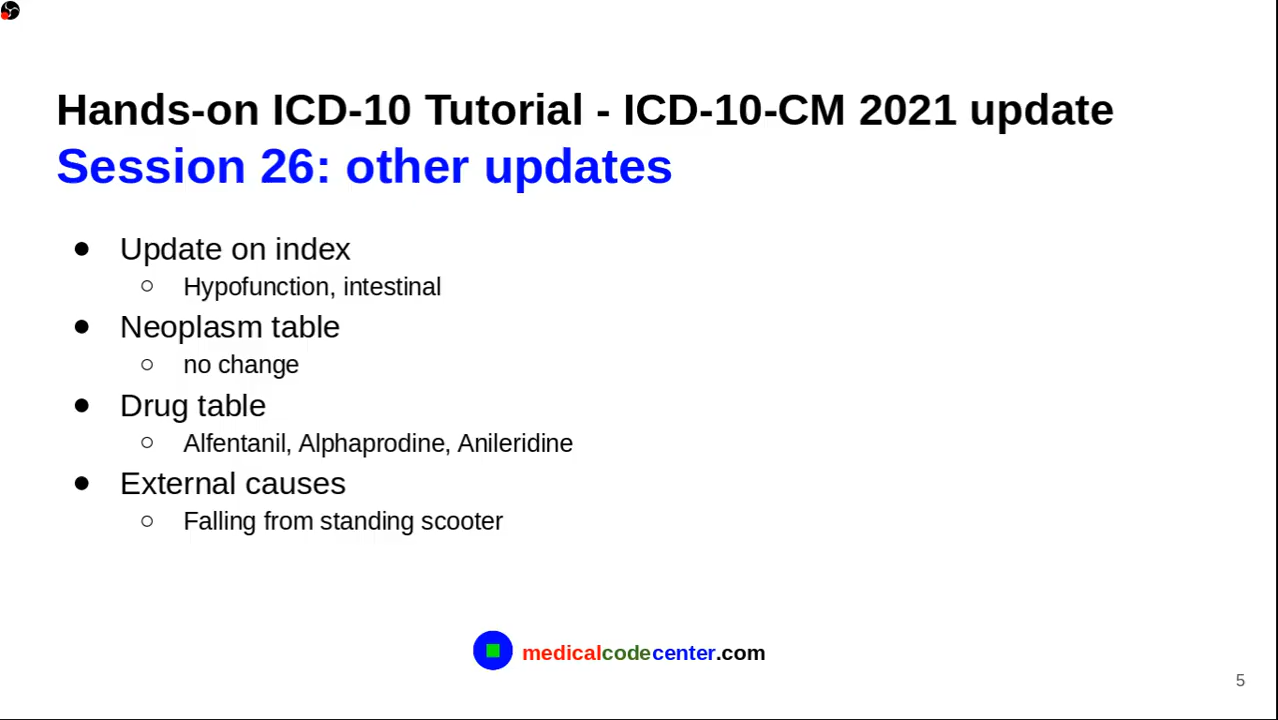 Hands-on ICD-10 Tutorial - ICD-10-CM 2021 update
Session 26: other updates
● Update on index
○ Hypofunction, intestinal
● Neoplasm table
○ no change
● Drug table
○ Alfentanil, Alphaprodine, Anileridine
● External causes
○ Falling from standing scooter
medicalcodecenter.com
5